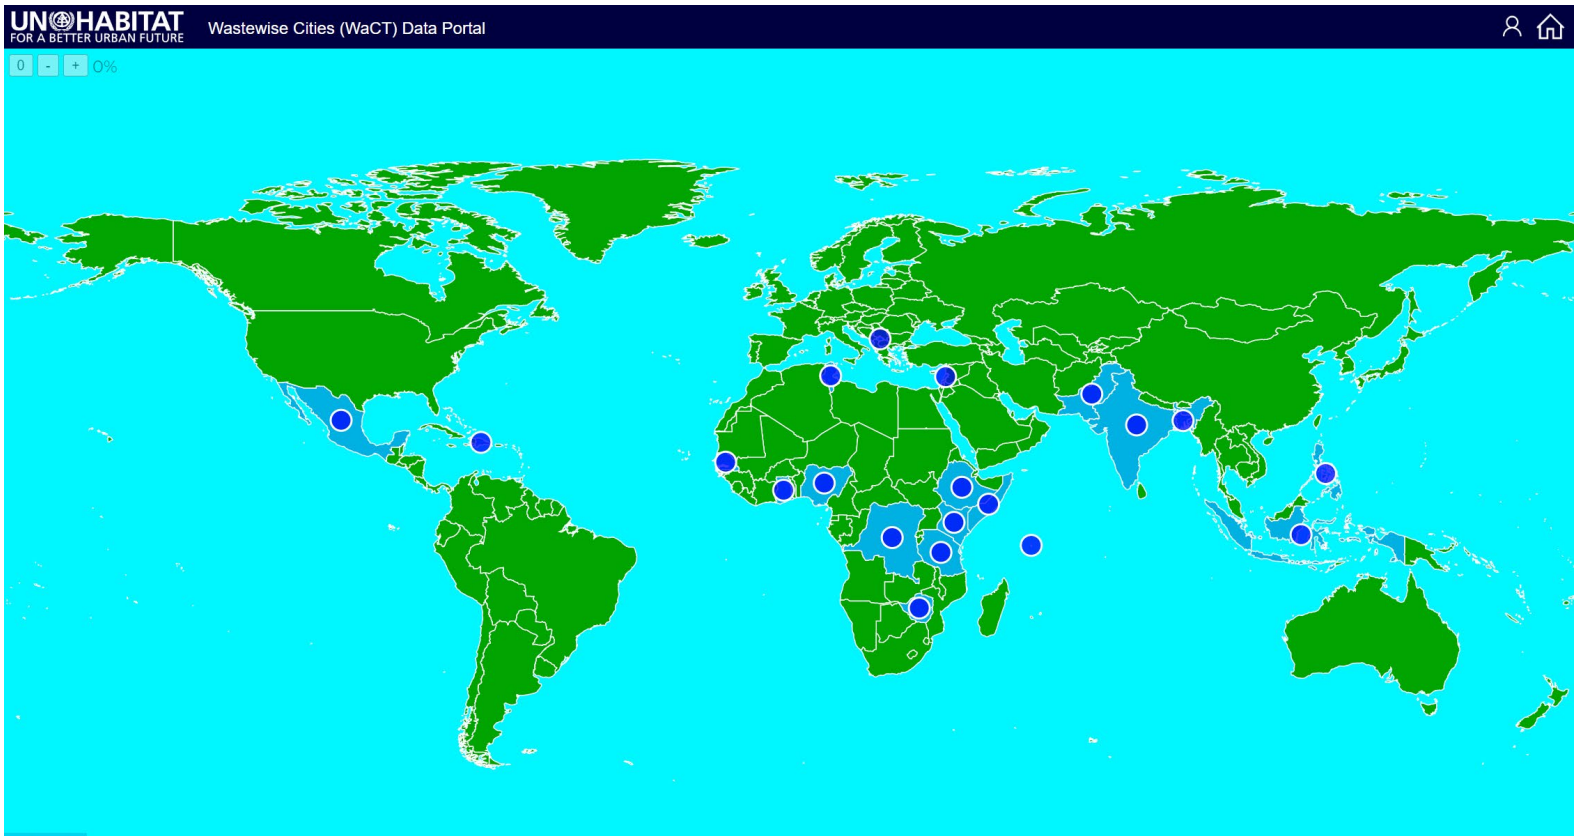 UN HABITAT
FOR A BETTER URBAN FUTURE
Wastewise Cities (WaCT) Data Portal
0 - + 0%